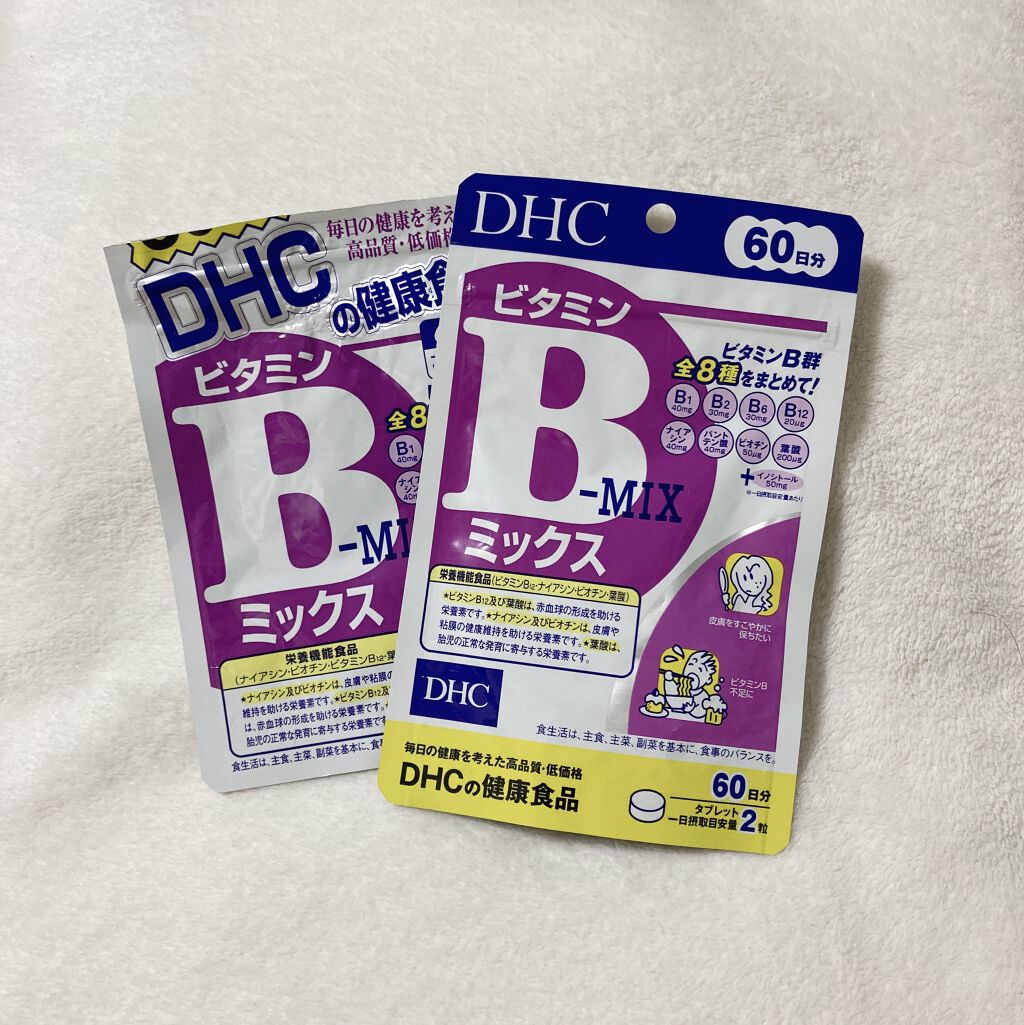 毎日の健康を考え
高品質・低価格
DHC
の健康食
ビタミン
B
-MI
ミックス
全8
B1
40mg
ナイア
シン
40m
栄養機能食品
(ナイアシン・ビオチン・ビタミンB12・葉
★ナイアシン及びビオチンは、皮膚や粘膜の
維持を助ける栄養素です。★ビタミンB12及
は、赤血球の形成を助ける栄養素です。
胎児の正常な発育に寄与する栄養素です
食生活は、主食、主菜、副菜を基本に、食事
DHC
60日分
ビタミン
B
-MIX
ミックス
ビタミンB群
全8種をまとめて!
B1
40mg
B2
30mg
B6
30mg
B12
20μg
ナイア
シン
40mg
パント
テン酸
40mg
ビオチン
50μg
葉酸
200μg
+イノシトール
50mg
※一日摂取目安量あたり
栄養機能食品(ビタミンB12・ナイアシン・ビオチン・葉酸)
★ビタミンB12及び葉酸は、赤血球の形成を助ける
栄養素です。★ナイアシン及びビオチンは、皮膚や
粘膜の健康維持を助ける栄養素です。★葉酸は、
胎児の正常な発育に寄与する栄養素です。
皮膚をすこやかに
保ちたい
ビタミンB
不足に
DHC
食生活は、主食、主菜、副菜を基本に、食事のバランスを。
毎日の健康を考えた高品質・低価格
DHCの健康食品
60日分
タブレット
一日摂取目安量2粒